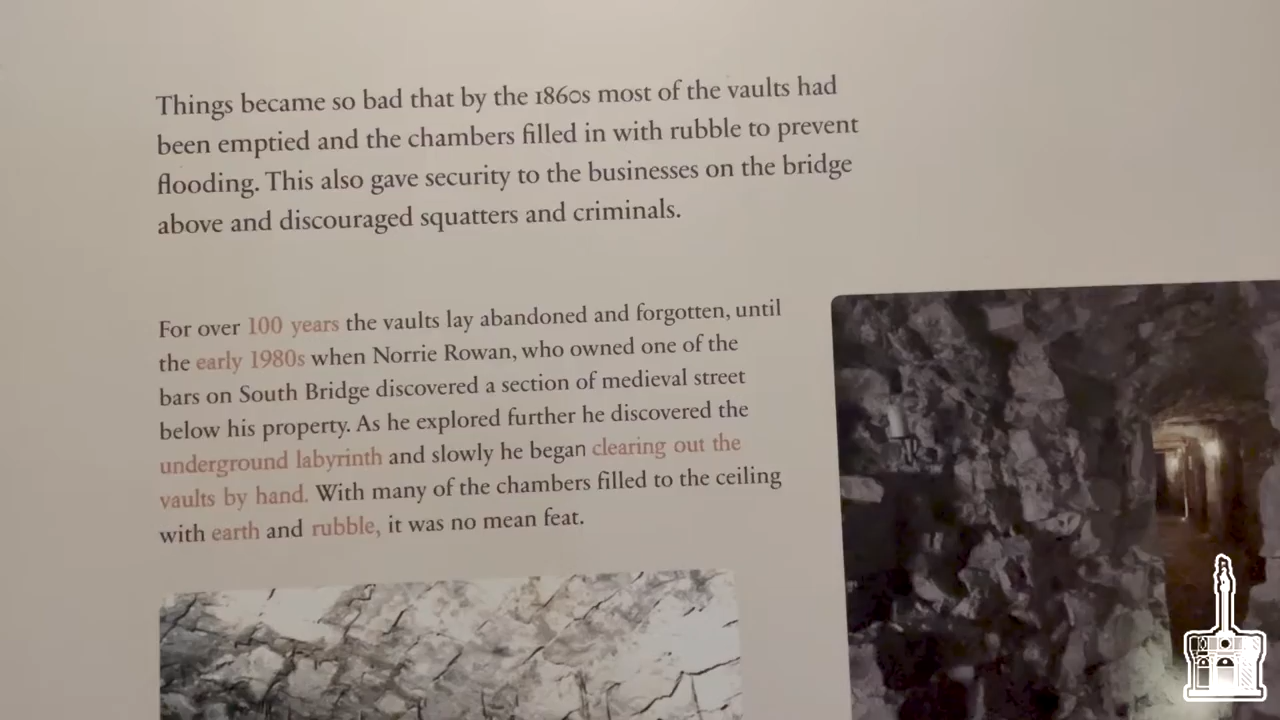 Things became so bad that by the 1860s most of the vaults had
been emptied and the chambers filled in with rubble to prevent
flooding. This also gave security to the businesses on the bridge
above and discouraged squatters and criminals.
For over 100 years the vaults lay abandoned and forgotten, until
the early 1980s when Norrie Rowan, who owned one of the
bars on South Bridge discovered a section of medieval street
below his property. As he explored further he discovered the
underground labyrinth and slowly he began clearing out the
vaults by hand. With many of the chambers filled to the ceiling
with earth and rubble, it was no mean feat.